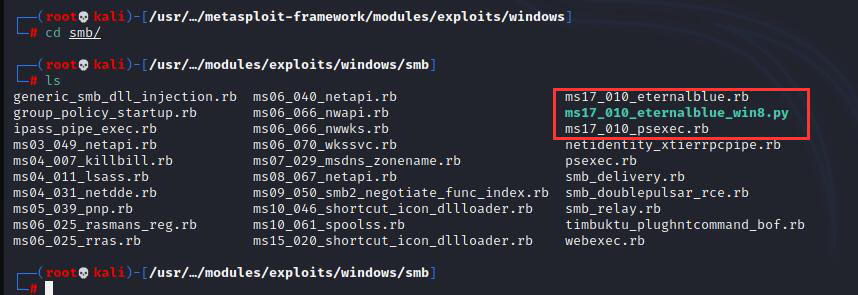 ┌──(root💀kali)-[/usr/…/metasploit-framework/modules/exploits/windows]
└─# cd smb/
┌──(root💀kali)-[/usr/…/modules/exploits/windows/smb]
└─# ls
generic_smb_dll_injection.rb ms06_040_netapi.rb ms17_010_eternalblue.rb
group_policy_startup.rb ms06_066_nwapi.rb ms17_010_eternalblue_win8.py
ipass_pipe_exec.rb ms06_066_nwwks.rb ms17_010_psexec.rb
ms03_049_netapi.rb ms06_070_wkssvc.rb netidentity_xtierrpcpipe.rb
ms04_007_killbill.rb ms07_029_msdns_zonename.rb psexec.rb
ms04_011_lsass.rb ms08_067_netapi.rb smb_delivery.rb
ms04_031_netdde.rb ms09_050_smb2_negotiate_func_index.rb smb_doublepulsar_rce.rb
ms05_039_pnp.rb ms10_046_shortcut_icon_dllloader.rb smb_relay.rb
ms06_025_rasmans_reg.rb ms10_061_spoolss.rb timbuktu_plughntcommand_bof.rb
ms06_025_rras.rb ms15_020_shortcut_icon_dllloader.rb webexec.rb
┌──(root💀kali)-[/usr/…/modules/exploits/windows/smb]
└─#